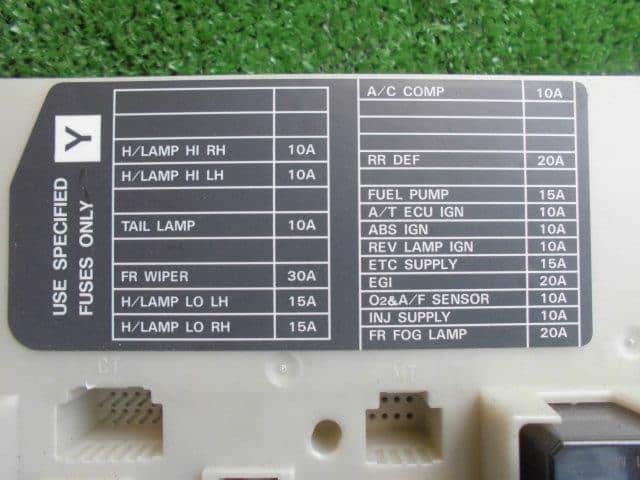 USE SPECIFIED
FUSES ONLY
Y
H/LAMP HI RH 10A
H/LAMP HI LH 10A
TAIL LAMP 10A
FR WIPER 30A
H/LAMP LO LH 15A
H/LAMP LO RH 15A
A/C COMP 10A
RR DEF 20A
FUEL PUMP 15A
A/T ECU IGN 10A
ABS IGN 10A
REV LAMP IGN 10A
ETC SUPPLY 15A
EGI 20A
O2&A/F SENSOR 10A
INJ SUPPLY 10A
FR FOG LAMP 20A